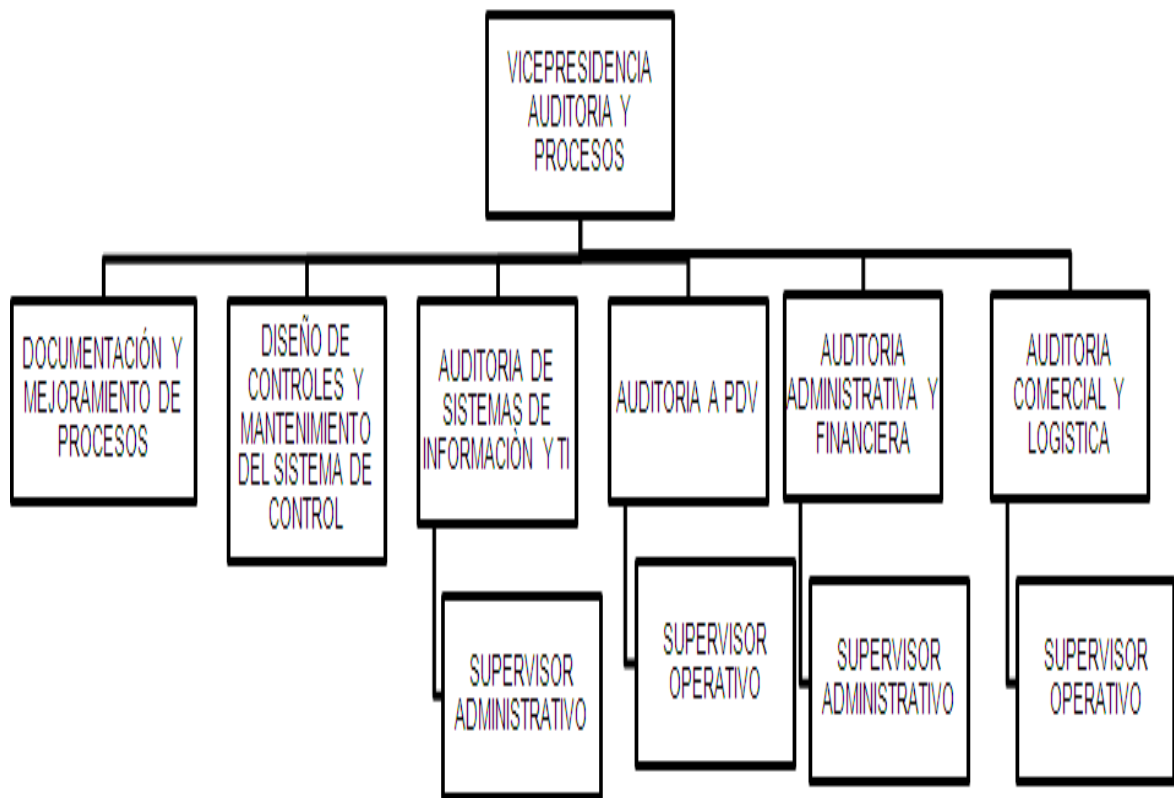 VICEPRESIDENCIA
AUDITORIA Y
PROCESOS
DOCUMENTACIÓN Y
MEJORAMIENTO DE
PROCESOS
DISEÑO DE
CONTROLES Y
MANTENIMIENTO
DEL SISTEMA DE
CONTROL
AUDITORIA DE
SISTEMAS DE
INFORMACIÒN Y TI
AUDITORIA A PDV
AUDITORIA
ADMINISTRATIVA Y
FINANCIERA
AUDITORIA
COMERCIAL Y
LOGISTICA
SUPERVISOR
ADMINISTRATIVO
SUPERVISOR
OPERATIVO
SUPERVISOR
ADMINISTRATIVO
SUPERVISOR
OPERATIVO